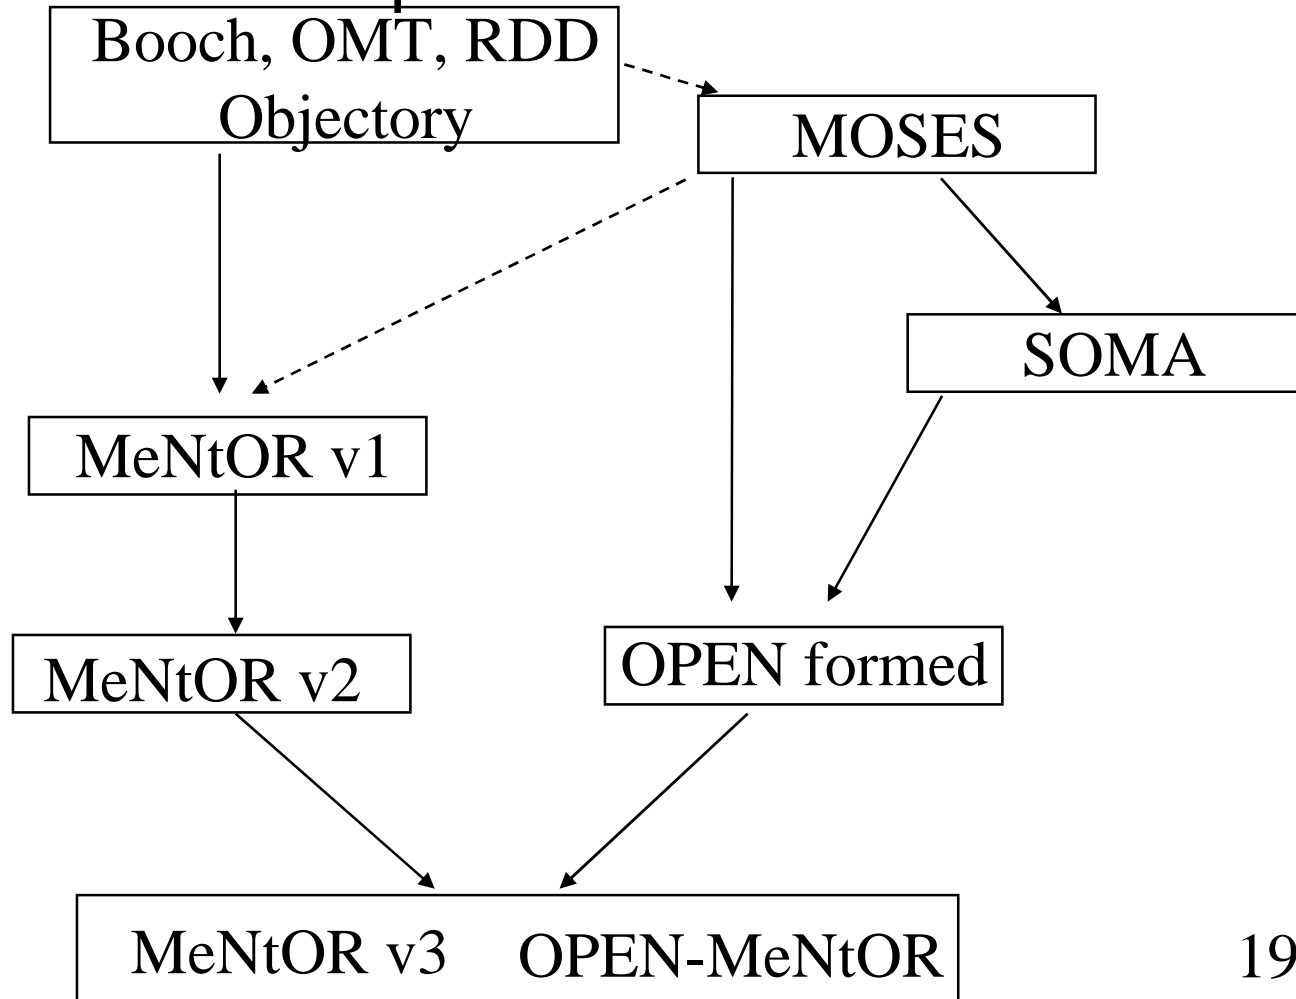 Booch, OMT, RDD
Objectory
MOSES
SOMA
MeNtOR v1
MeNtOR v2
OPEN formed
MeNtOR v3 OPEN-MeNtOR
19